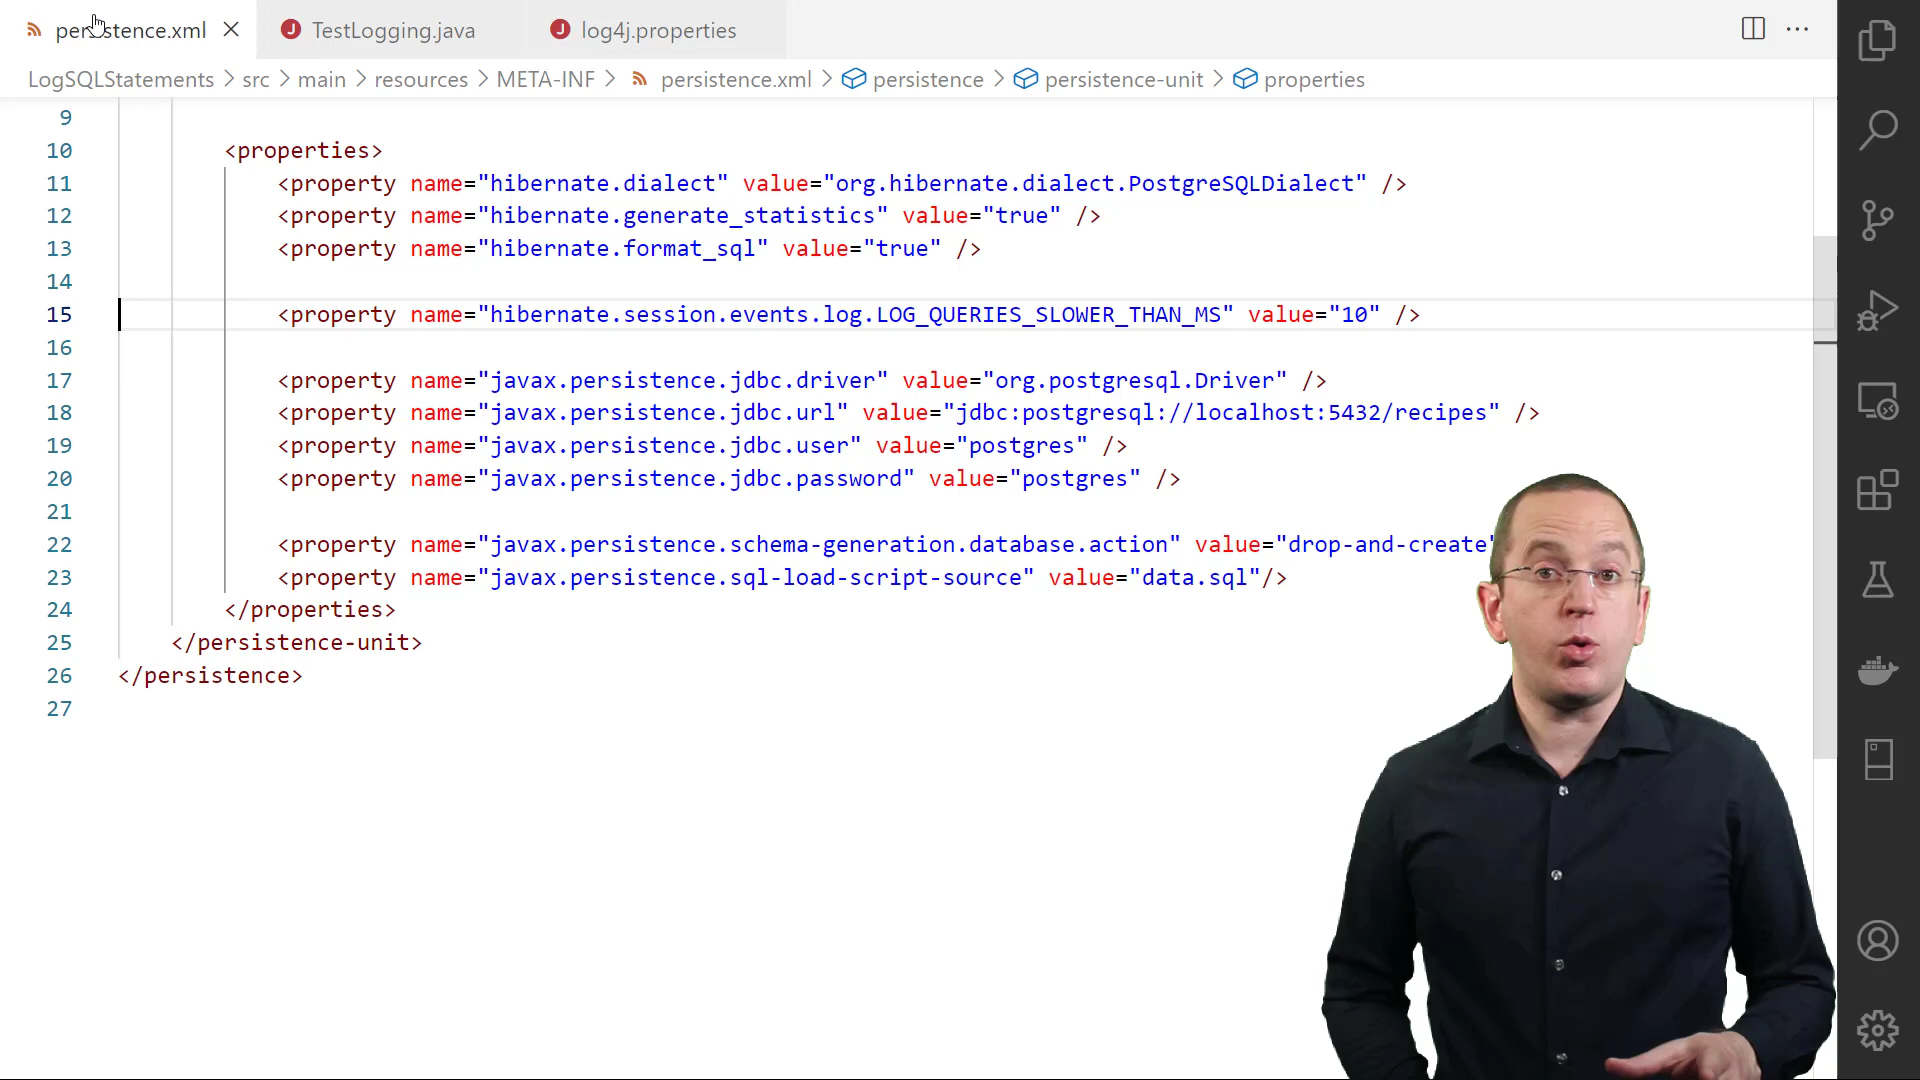 persistence.xml
TestLogging.java
log4j.properties
LogSQLStatements > src > main > resources > META-INF > persistence.xml > persistence > persistence-unit > properties
9
10 <properties>
11 <property name="hibernate.dialect" value="org.hibernate.dialect.PostgreSQLDialect" />
12 <property name="hibernate.generate_statistics" value="true" />
13 <property name="hibernate.format_sql" value="true" />
14
15 <property name="hibernate.session.events.log.LOG_QUERIES_SLOWER_THAN_MS" value="10" />
16
17 <property name="javax.persistence.jdbc.driver" value="org.postgresql.Driver" />
18 <property name="javax.persistence.jdbc.url" value="jdbc:postgresql://localhost:5432/recipes" />
19 <property name="javax.persistence.jdbc.user" value="postgres" />
20 <property name="javax.persistence.jdbc.password" value="postgres" />
21
22 <property name="javax.persistence.schema-generation.database.action" value="drop-and-create"
23 <property name="javax.persistence.sql-load-script-source" value="data.sql"/>
24 </properties>
25 </persistence-unit>
26 </persistence>
27